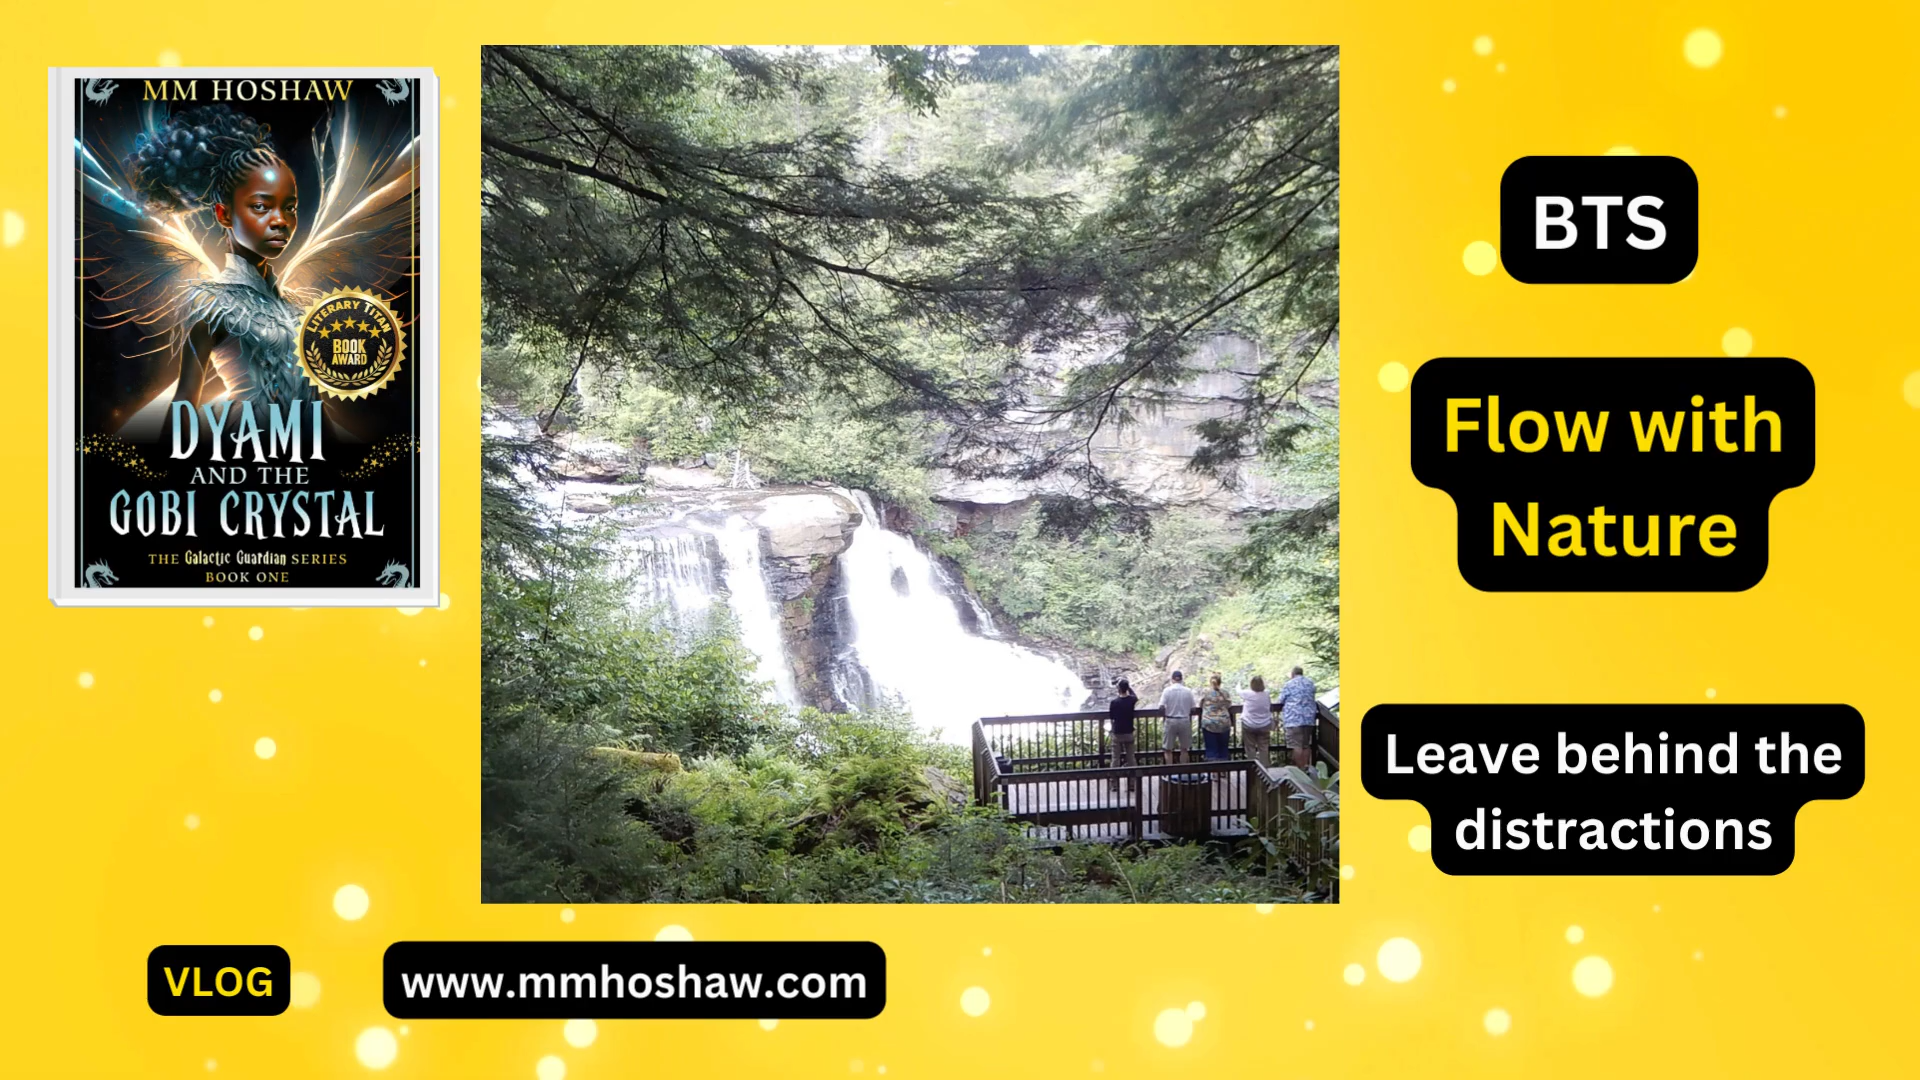 MM HOSHAW
LITERARY TITAN
BOOK
AWARD
DYAMI
AND THE
GOBI CRYSTAL
THE Galactic Guardian SERIES
BOOK ONE
BTS
Flow with
Nature
Leave behind the
distractions
VLOG
www.mmhoshaw.com